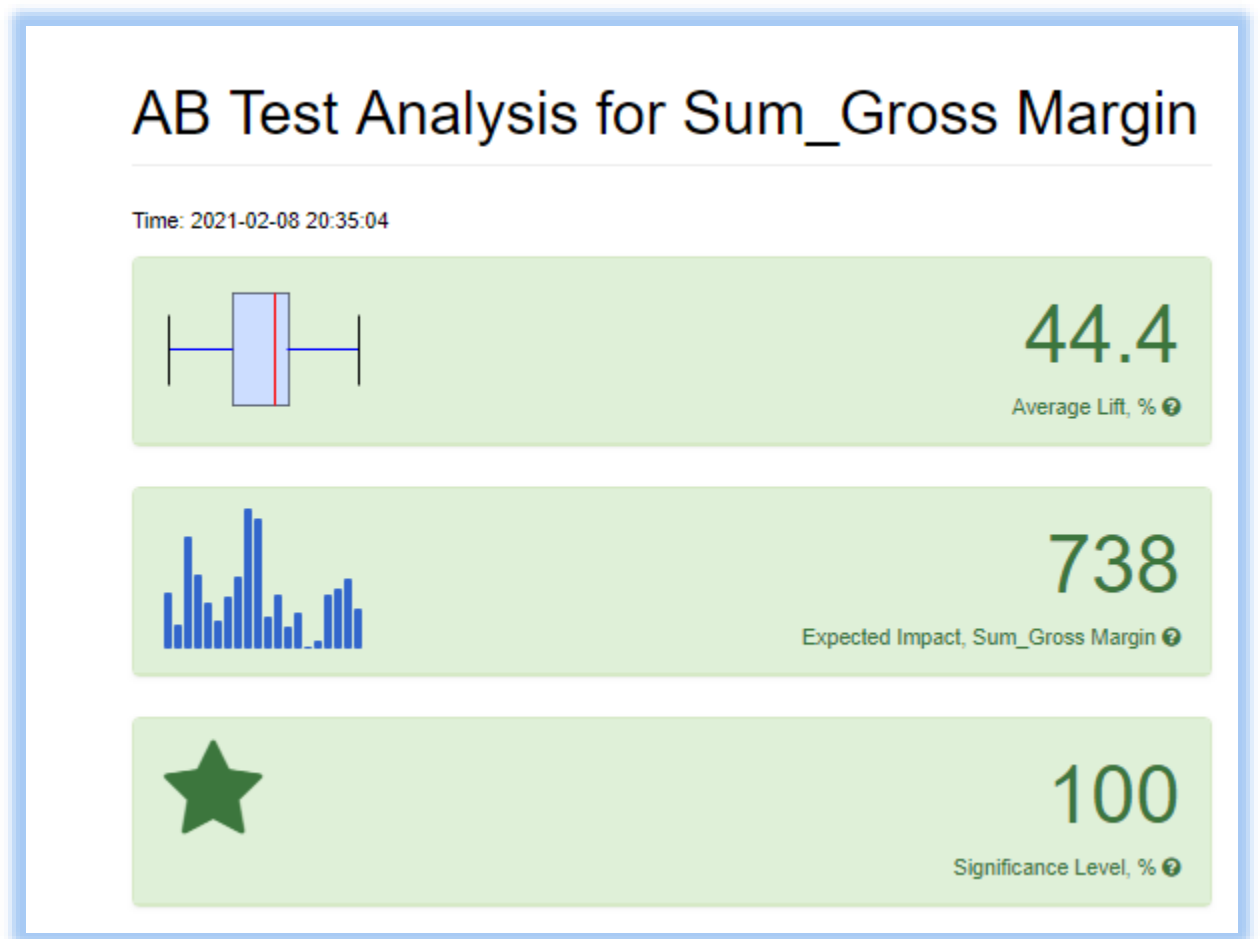 AB Test Analysis for Sum_Gross Margin
Time: 2021-02-08 20:35:04
44.4
Average Lift, % ?
738
Expected Impact, Sum_Gross Margin ?
100
Significance Level, % ?